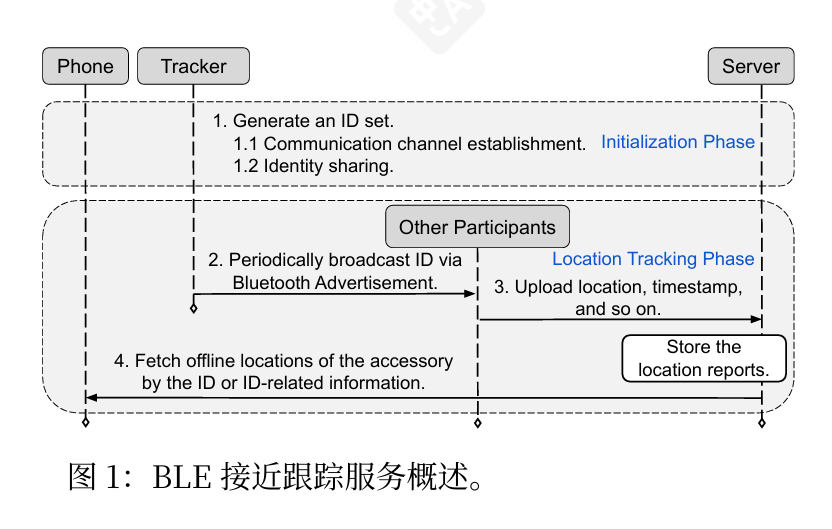 Phone
Tracker
Server
1. Generate an ID set.
1.1 Communication channel establishment.
Initialization Phase
1.2 Identity sharing.
Other Participants
2. Periodically broadcast ID via
Bluetooth Advertisement.
Location Tracking Phase
3. Upload location, timestamp,
and so on.
Store the
location reports.
4. Fetch offline locations of the accessory
by the ID or ID-related information.
图 1：BLE 接近跟踪服务概述。